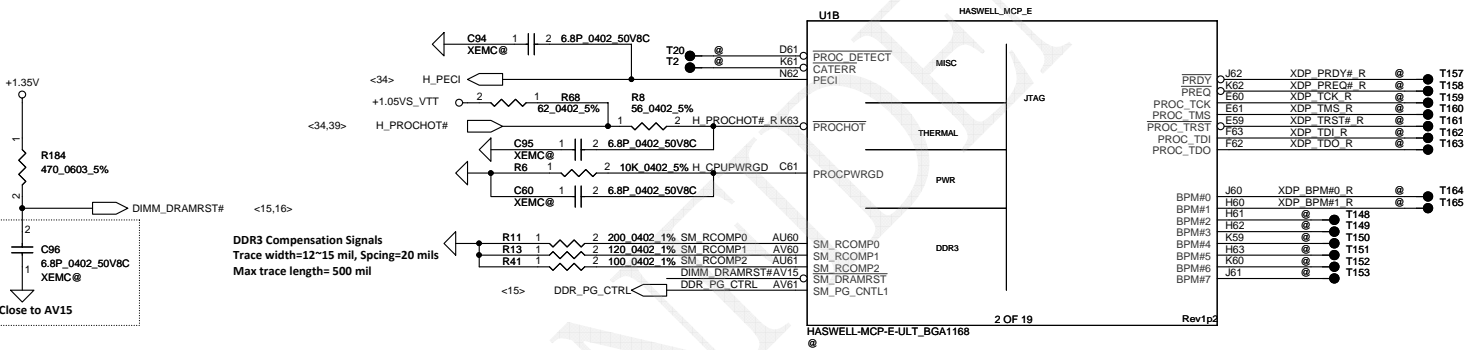 U1B
HASWELL_MCP_E
C94 1 2 6.8P_0402_50V8C
XEMC@
T20 @ D61 PROC_DETECT
T2 @ K61 CATERR
MISC
<34> H_PECI N62 PECI
+1.05VS_VTT 2 1 R68 62_0402_5%
R8 56_0402_5%
<34,39> H_PROCHOT# 1 2 H_PROCHOT#_R K63 PROCHOT
THERMAL
C95 1 2 6.8P_0402_50V8C
XEMC@
R6 1 2 10K_0402_5% H_CPUPWRGD C61 PROCPWRGD
PWR
C60 1 2 6.8P_0402_50V8C
XEMC@
JTAG
J62 XDP_PRDY#_R @ T157
PRDY
K62 XDP_PREQ#_R @ T158
PREQ
E60 XDP_TCK_R @ T159
PROC_TCK
E61 XDP_TMS_R @ T160
PROC_TMS
E59 XDP_TRST#_R @ T161
PROC_TRST
F63 XDP_TDI_R @ T162
PROC_TDI
F62 XDP_TDO_R @ T163
PROC_TDO
J60 XDP_BPM#0_R @ T164
BPM#0
H60 XDP_BPM#1_R @ T165
BPM#1
H61 @ T148
BPM#2
H62 @ T149
BPM#3
K59 @ T150
BPM#4
H63 @ T151
BPM#5
K60 @ T152
BPM#6
J61 @ T153
BPM#7
+1.35V
1
R184
470_0603_5%
2
DIMM_DRAMRST# <15,16>
2
C96
6.8P_0402_50V8C
1
XEMC@
Close to AV15
DDR3 Compensation Signals
Trace width=12~15 mil, Spcing=20 mils
Max trace length= 500 mil
R11 1 2 200_0402_1% SM_RCOMP0 AU60 SM_RCOMP0
R13 1 2 120_0402_1% SM_RCOMP1 AV60 SM_RCOMP1
R41 1 2 100_0402_1% SM_RCOMP2 AU61 SM_RCOMP2
DDR3
DIMM_DRAMRST# AV15 SM_DRAMRST
<15> DDR_PG_CTRL DDR_PG_CTRL AV61 SM_PG_CNTL1
2 OF 19
Rev1p2
HASWELL-MCP-E-ULT_BGA1168
@